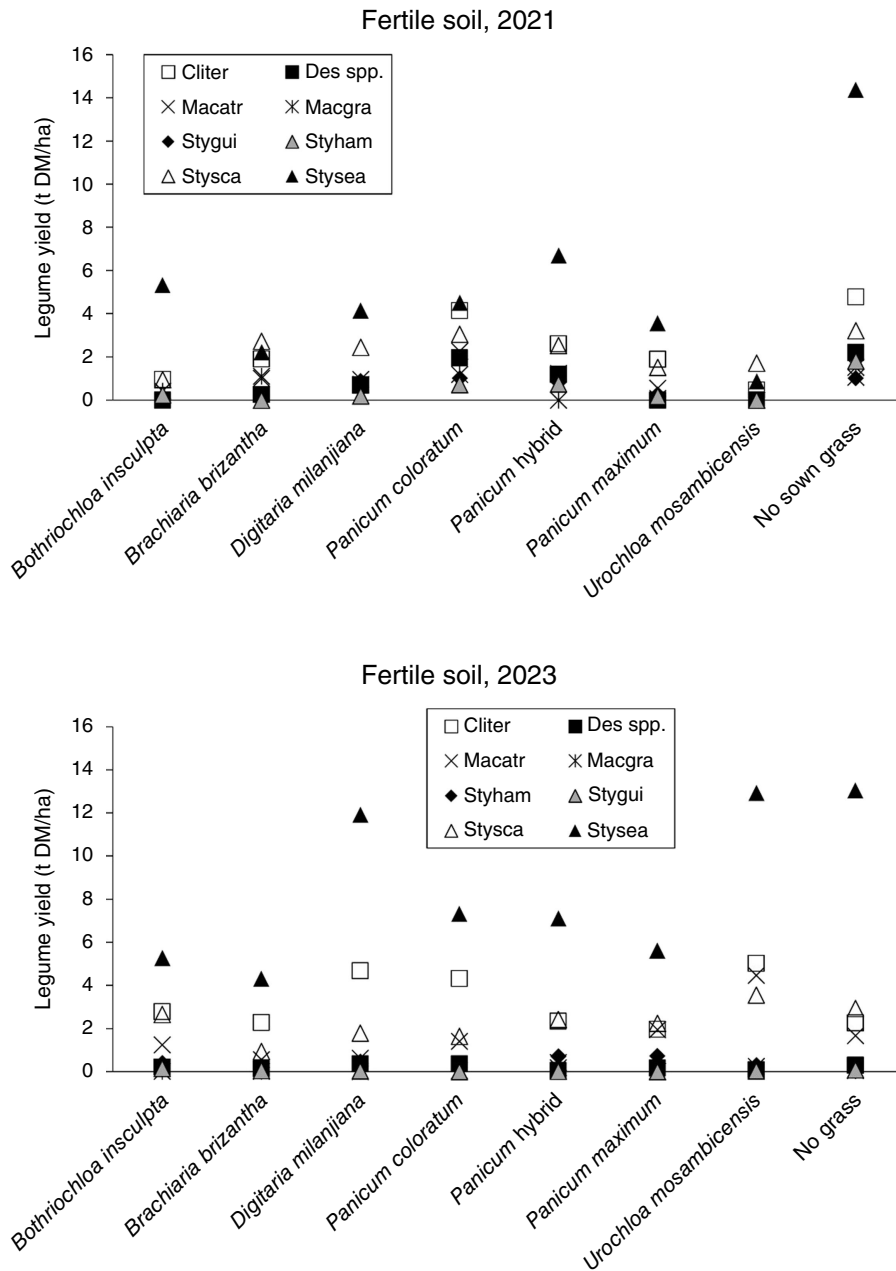 Fertile soil, 2021
Legume yield (t DM/ha)
16
14
12
10
8
6
4
2
0
Cliter Des spp.
Macatr Macgra
Stygui Styham
Stysca Stysea
Bothriochloa insculpta
Brachiaria brizantha
Digitaria milanjiana
Panicum coloratum
Panicum hybrid
Panicum maximum
Urochloa mosambicensis
No sown grass
Fertile soil, 2023
Legume yield (t DM/ha)
16
14
12
10
8
6
4
2
0
Cliter Des spp.
Macatr Macgra
Styham Stygui
Stysca Stysea
Bothriochloa insculpta
Brachiaria brizantha
Digitaria milanjiana
Panicum coloratum
Panicum hybrid
Panicum maximum
Urochloa mosambicensis
No grass